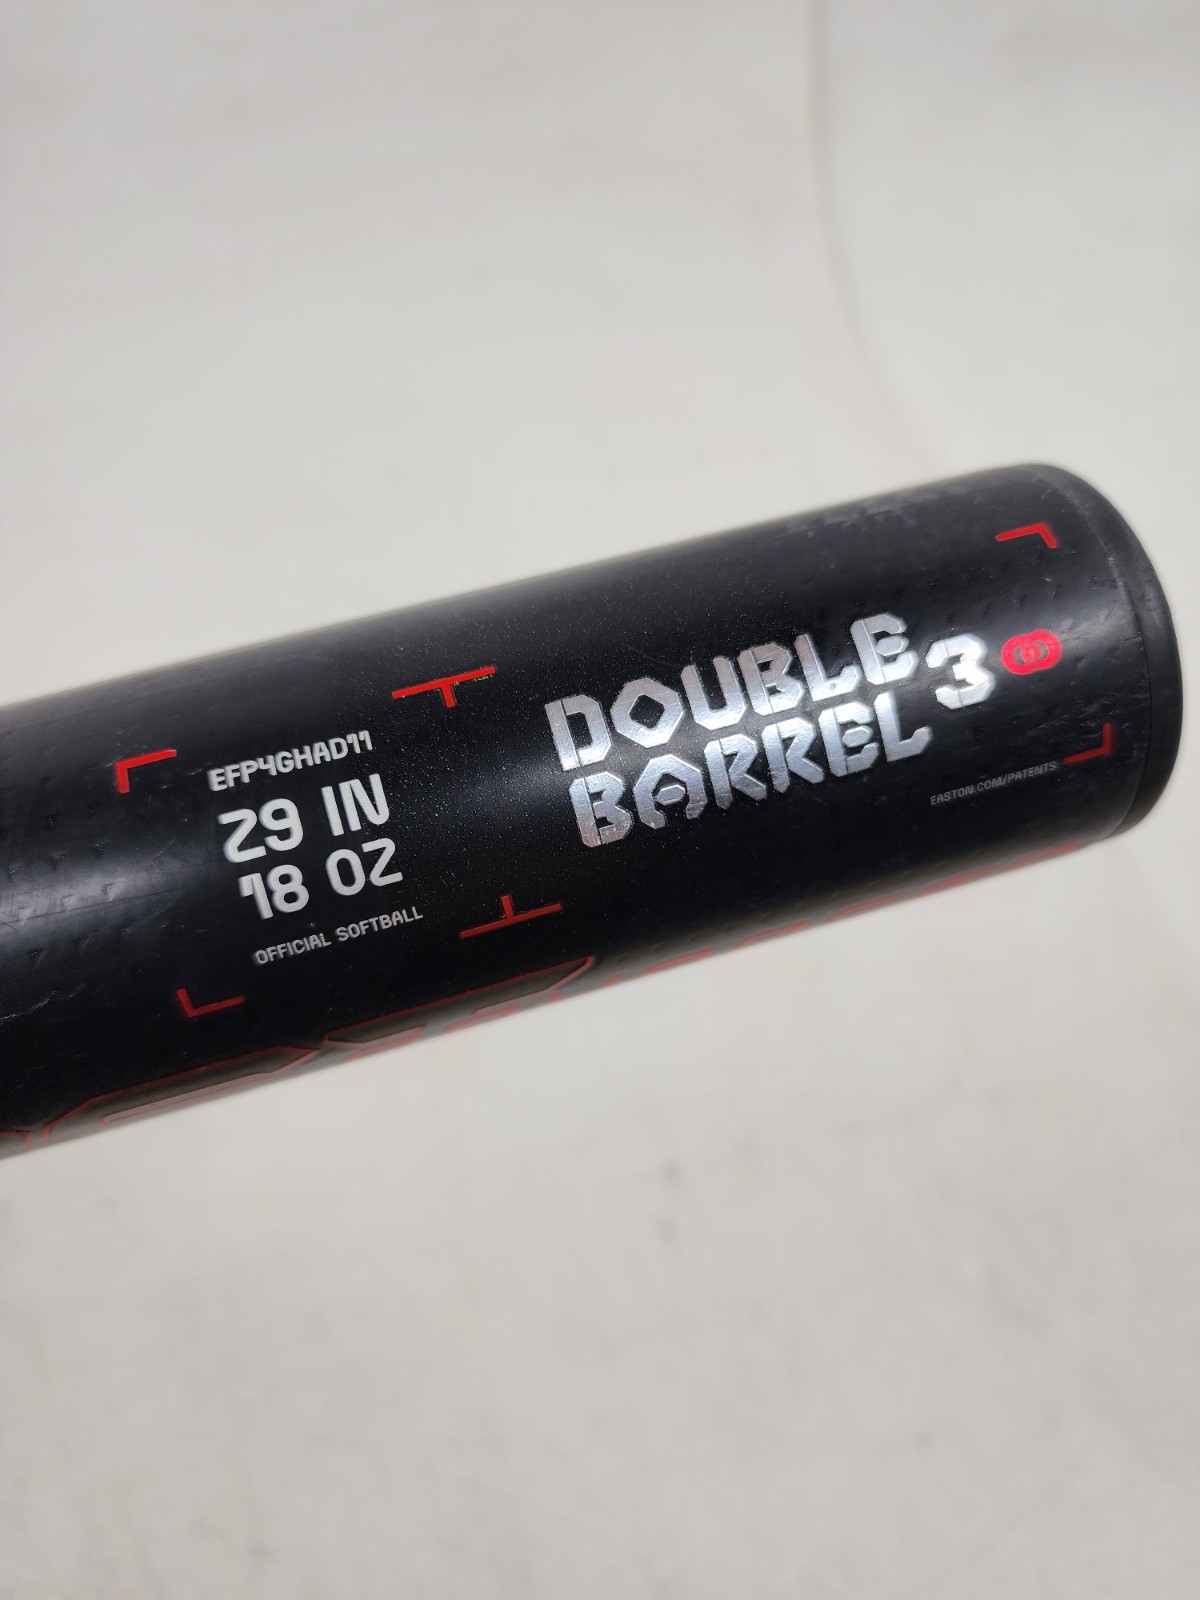 EFP4GHAD11
29 IN
18 OZ
OFFICIAL SOFTBALL
DOUBLE
BARREL 3
EASTON.COM/PATENTS